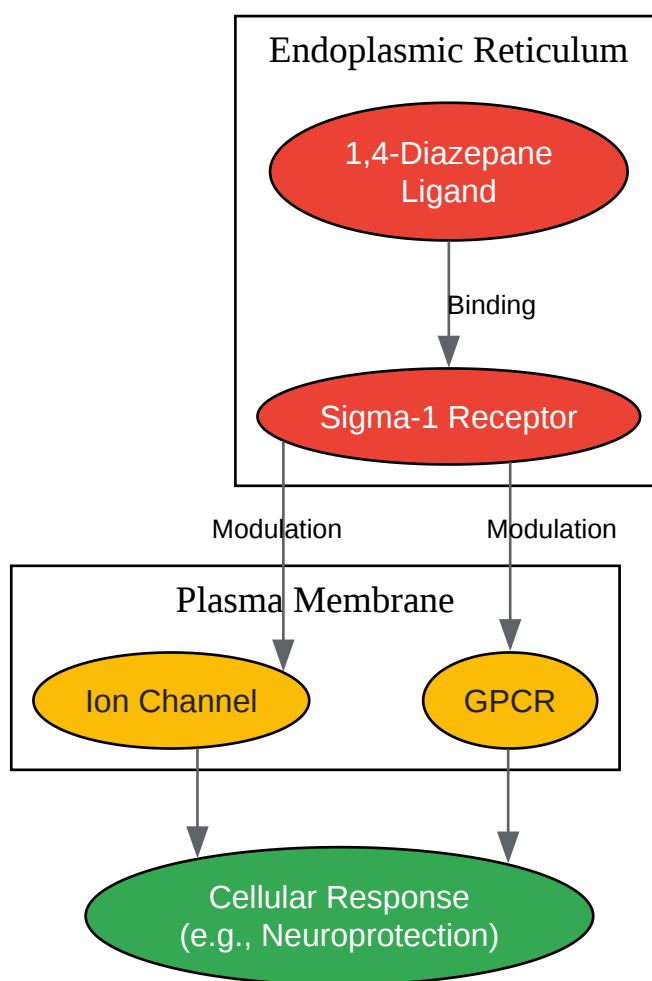 Endoplasmic Reticulum
1,4-Diazepane
Ligand
Binding
Sigma-1 Receptor
Modulation
Modulation
Plasma Membrane
Ion Channel
GPCR
Cellular Response
(e.g., Neuroprotection)